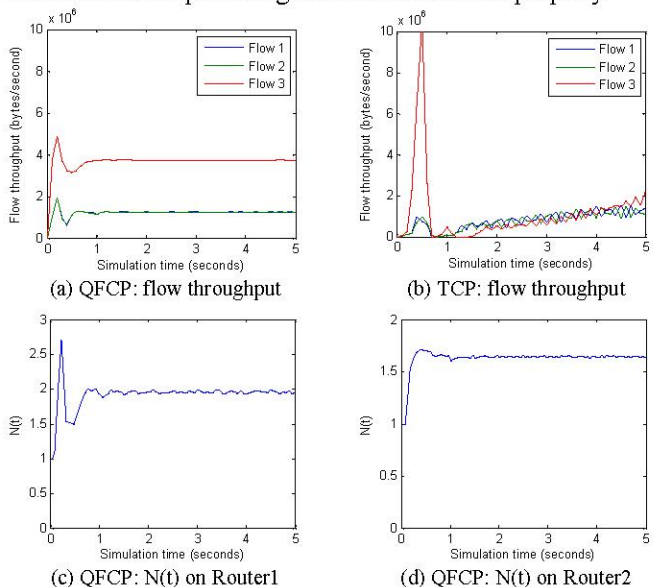 x 10⁶
10
8
6
4
2
0
Flow throughput (bytes/second)
Flow 1
Flow 2
Flow 3
0 1 2 3 4 5
Simulation time (seconds)
(a) QFCP: flow throughput
x 10⁶
10
8
6
4
2
0
Flow throughput (bytes/second)
Flow 1
Flow 2
Flow 3
0 1 2 3 4 5
Simulation time (seconds)
(b) TCP: flow throughput
3
2.5
2
1.5
1
0.5
0
N(t)
0 1 2 3 4 5
Simulation time (seconds)
(c) QFCP: N(t) on Router1
2
1.5
1
0.5
0
N(t)
0 1 2 3 4 5
Simulation time (seconds)
(d) QFCP: N(t) on Router2